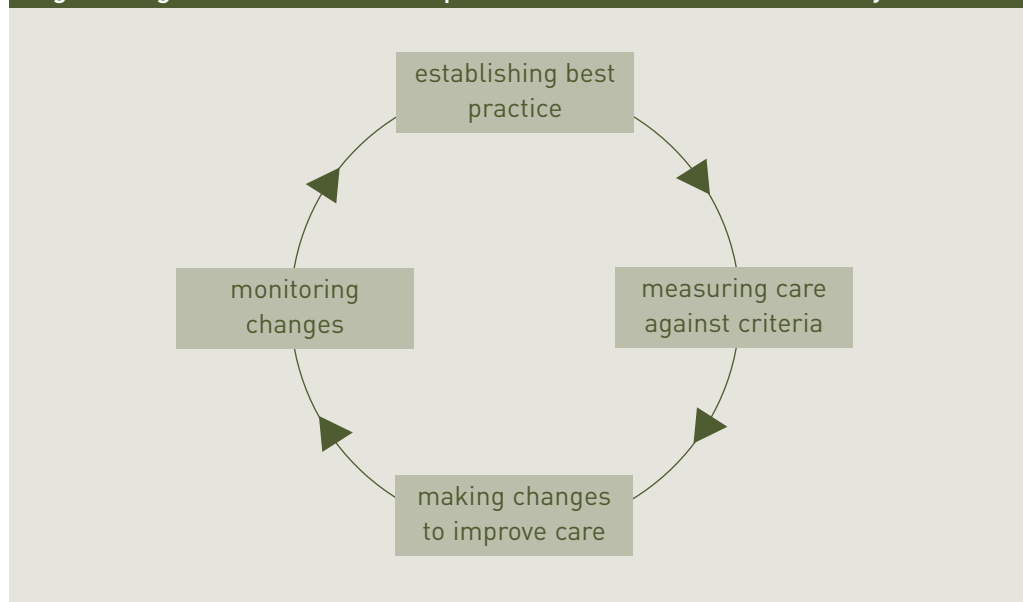 establishing best
practice
measuring care
against criteria
making changes
to improve care
monitoring
changes